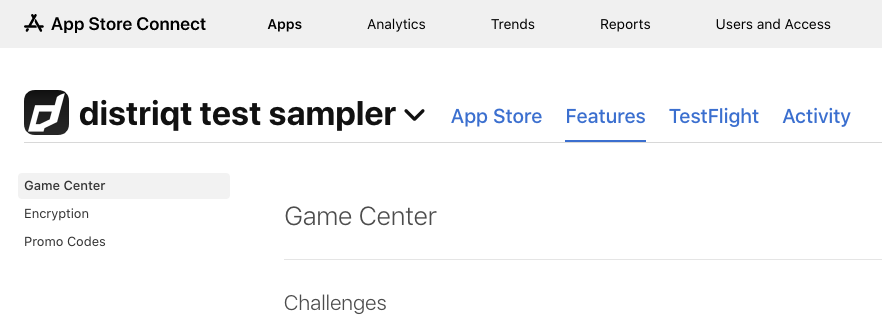 App Store Connect Apps Analytics Trends Reports Users and Access
distriqt test sampler App Store Features TestFlight Activity
Game Center
Encryption
Promo Codes
Game Center
Challenges